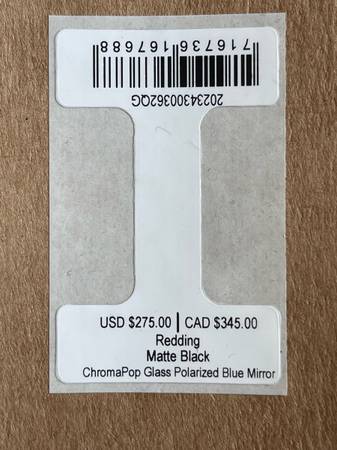 716736167688
20234300362QG
USD $275.00 | CAD $345.00
Redding
Matte Black
ChromaPop Glass Polarized Blue Mirror